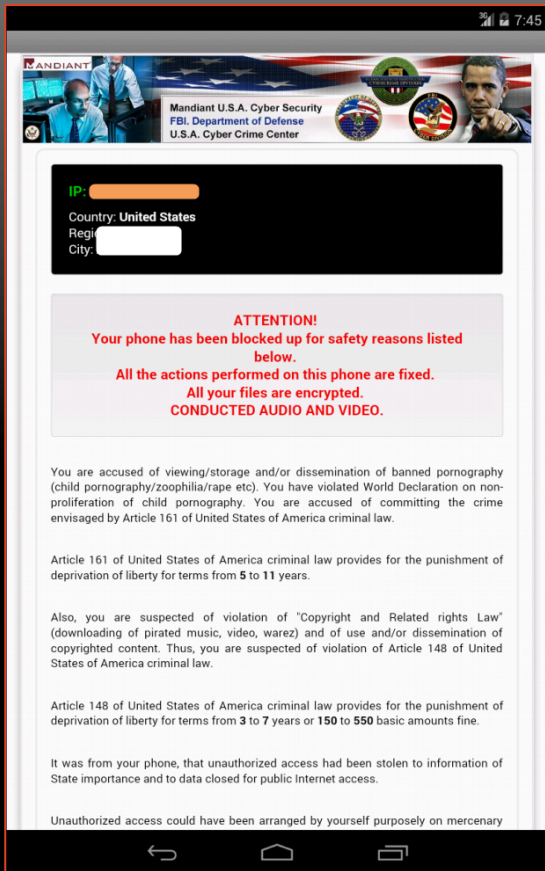 3G 7:45
MANDIANT
Mandiant U.S.A. Cyber Security
FBI. Department of Defense
U.S.A. Cyber Crime Center
IP:
Country: United States
Regi
City:
ATTENTION!
Your phone has been blocked up for safety reasons listed
below.
All the actions performed on this phone are fixed.
All your files are encrypted.
CONDUCTED AUDIO AND VIDEO.
You are accused of viewing/storage and/or dissemination of banned pornography
(child pornography/zoophilia/rape etc). You have violated World Declaration on non-
proliferation of child pornography. You are accused of committing the crime
envisaged by Article 161 of United States of America criminal law.
Article 161 of United States of America criminal law provides for the punishment of
deprivation of liberty for terms from 5 to 11 years.
Also, you are suspected of violation of "Copyright and Related rights Law"
(downloading of pirated music, video, warez) and of use and/or dissemination of
copyrighted content. Thus, you are suspected of violation of Article 148 of United
States of America criminal law.
Article 148 of United States of America criminal law provides for the punishment of
deprivation of liberty for terms from 3 to 7 years or 150 to 550 basic amounts fine.
It was from your phone, that unauthorized access had been stolen to information of
State importance and to data closed for public Internet access.
Unauthorized access could have been arranged by yourself purposely on mercenary